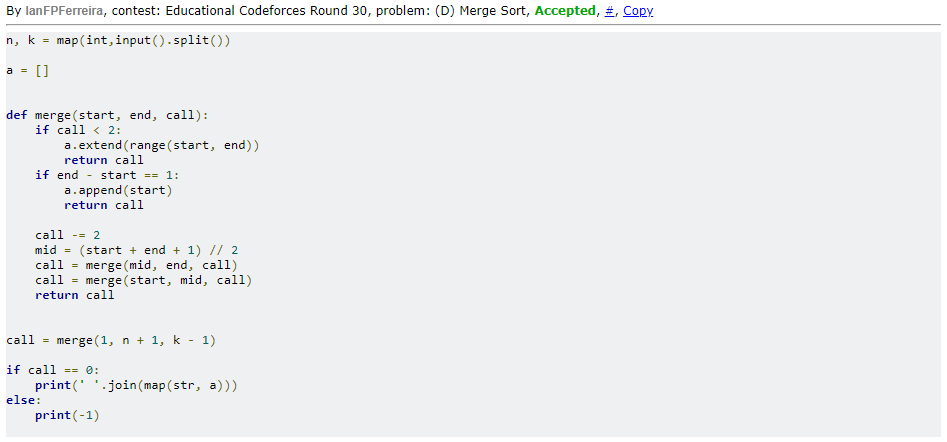 By IanFPFerreira, contest: Educational Codeforces Round 30, problem: (D) Merge Sort, Accepted, #, Copy
n, k = map(int,input().split())
a = []
def merge(start, end, call):
    if call < 2:
        a.extend(range(start, end))
        return call
    if end - start == 1:
        a.append(start)
        return call
    call -= 2
    mid = (start + end + 1) // 2
    call = merge(mid, end, call)
    call = merge(start, mid, call)
    return call
call = merge(1, n + 1, k - 1)
if call == 0:
    print(' '.join(map(str, a)))
else:
    print(-1)